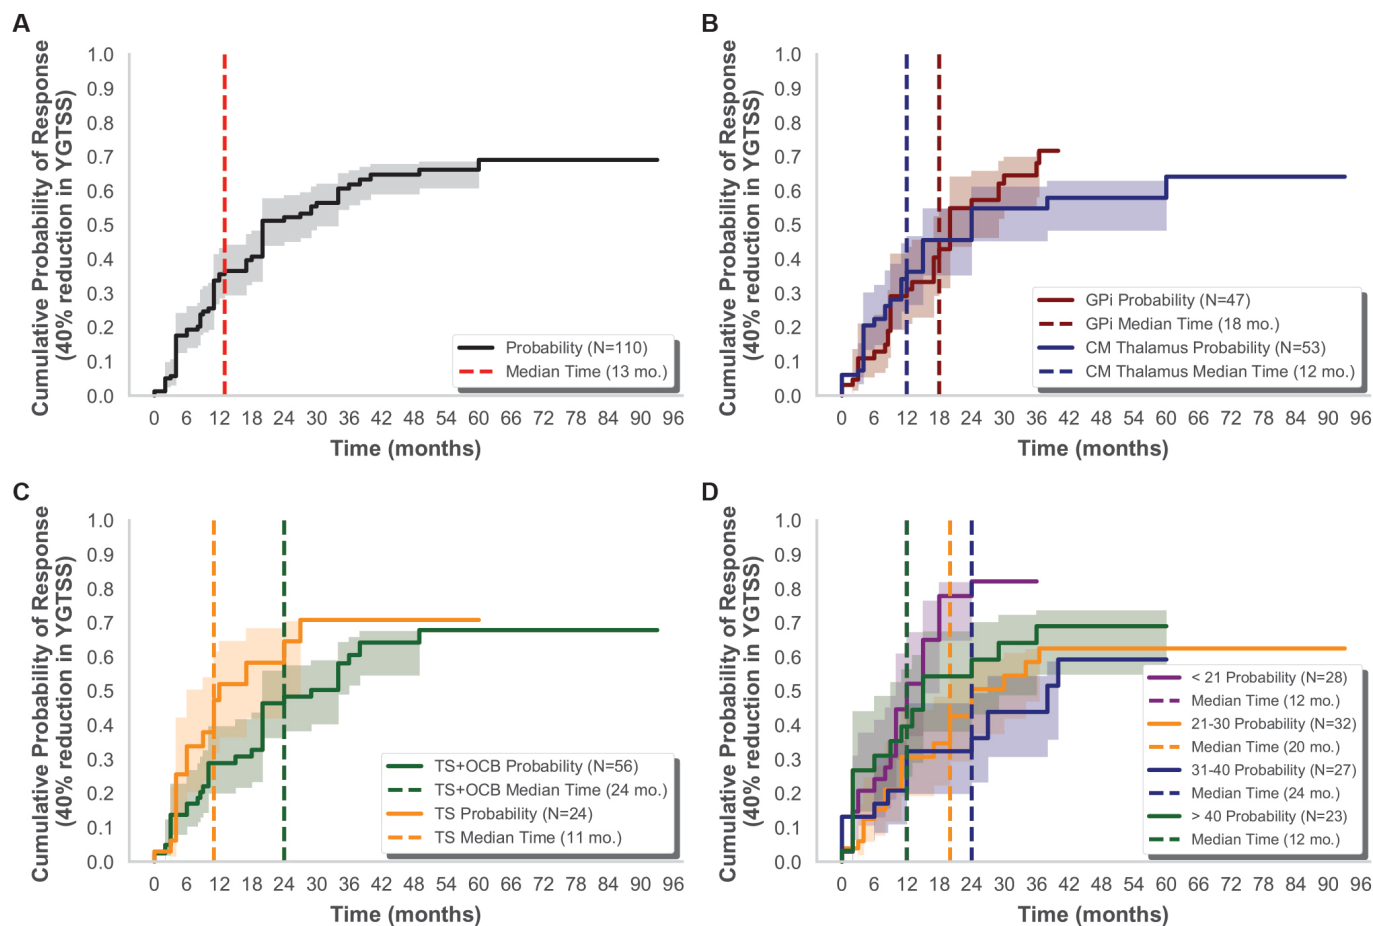 A
Cumulative Probability of Response
(40% reduction in YGTSS)
1.0
0.9
0.8
0.7
0.6
0.5
0.4
0.3
0.2
0.1
0.0
Probability (N=110)
Median Time (13 mo.)
0 6 12 18 24 30 36 42 48 54 60 66 72 78 84 90 96
Time (months)
B
Cumulative Probability of Response
(40% reduction in YGTSS)
1.0
0.9
0.8
0.7
0.6
0.5
0.4
0.3
0.2
0.1
0.0
GPi Probability (N=47)
GPi Median Time (18 mo.)
CM Thalamus Probability (N=53)
CM Thalamus Median Time (12 mo.)
0 6 12 18 24 30 36 42 48 54 60 66 72 78 84 90 96
Time (months)
C
Cumulative Probability of Response
(40% reduction in YGTSS)
1.0
0.9
0.8
0.7
0.6
0.5
0.4
0.3
0.2
0.1
0.0
TS+OCB Probability (N=56)
TS+OCB Median Time (24 mo.)
TS Probability (N=24)
TS Median Time (11 mo.)
0 6 12 18 24 30 36 42 48 54 60 66 72 78 84 90 96
Time (months)
D
Cumulative Probability of Response
(40% reduction in YGTSS)
1.0
0.9
0.8
0.7
0.6
0.5
0.4
0.3
0.2
0.1
0.0
< 21 Probability (N=28)
Median Time (12 mo.)
21-30 Probability (N=32)
Median Time (20 mo.)
31-40 Probability (N=27)
Median Time (24 mo.)
> 40 Probability (N=23)
Median Time (12 mo.)
0 6 12 18 24 30 36 42 48 54 60 66 72 78 84 90 96
Time (months)